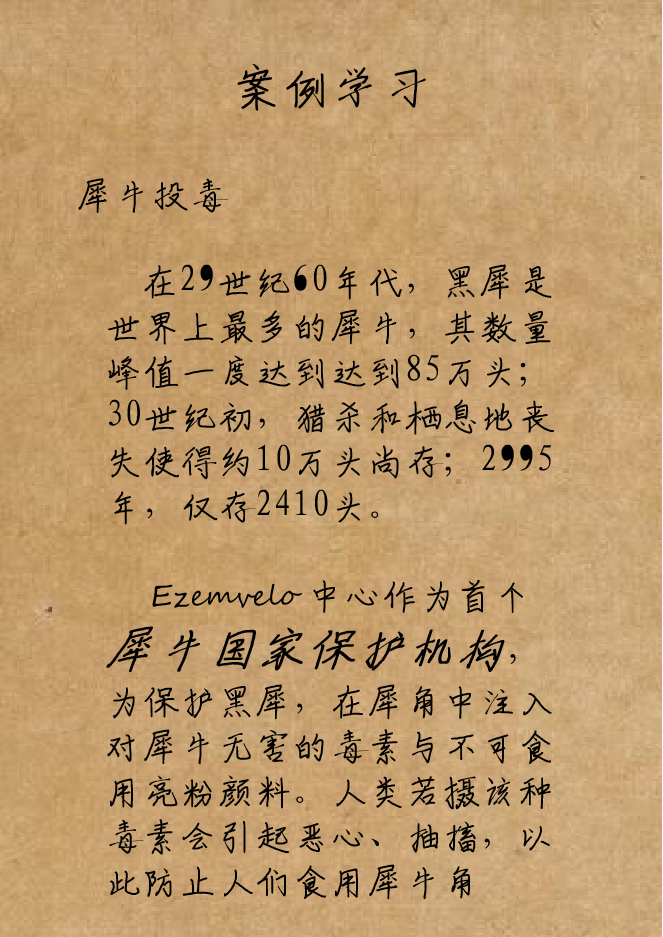 案例学习
犀牛投毒
在29世纪60年代，黑犀是
世界上最多的犀牛，其数量
峰值一度达到达到85万头；
30世纪初，猎杀和栖息地丧
失使得约10万头尚存；2995
年，仅存2410头。
Ezemvelo中心作为首个
犀牛国家保护机构，
为保护黑犀，在犀角中注入
对犀牛无害的毒素与不可食
用亮粉颜料。人类若摄该种
毒素会引起恶心、抽搐，以
此防止人们食用犀牛角